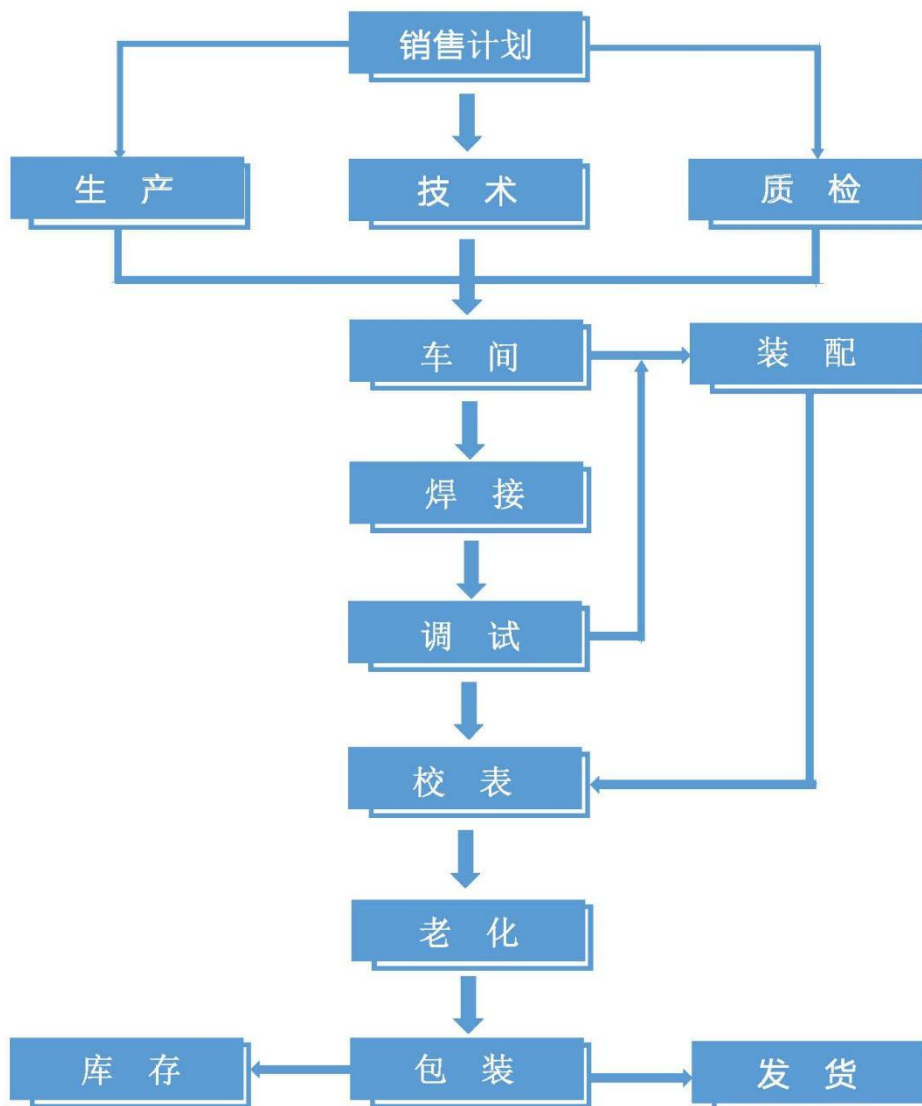 销售计划
生 产
技 术
质 检
车 间
装 配
焊 接
调 试
校 表
老 化
库 存
包 装
发 货